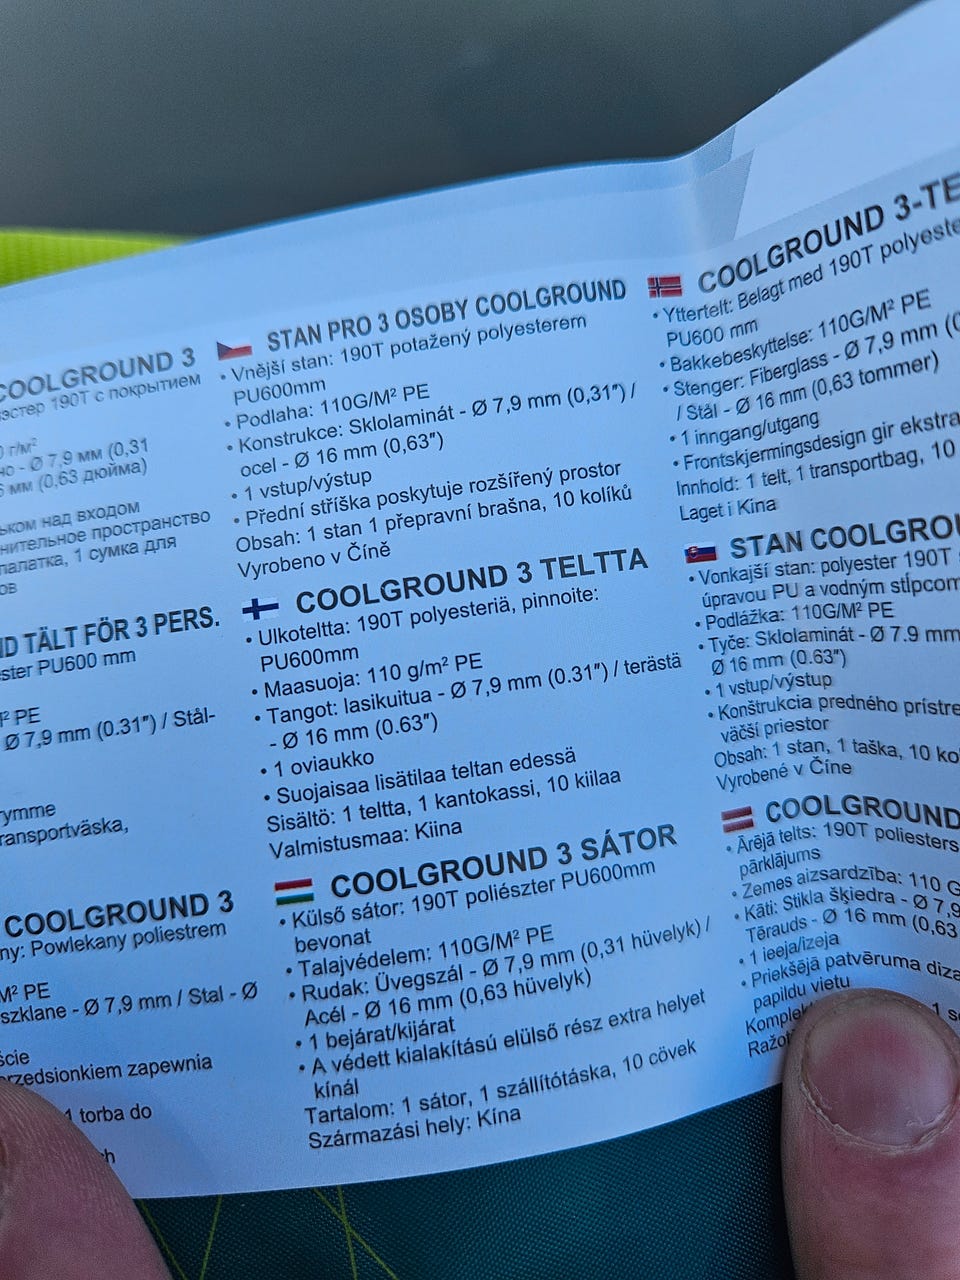 COOLGROUND 3
эстер 190Т с покрытием
г/м²
но - Ø 7,9 мм (0,31
мм (0,63 дюйма)
ком над входом
нительное пространство
палатка, 1 сумка для
ов
ND TÄLT FÖR 3 PERS.
ster PU600 mm
M² PE
Ø 7,9 mm (0.31″) / Stål-
rymme
ransportväska,
COOLGROUND 3
ny: Powlekany poliestrem
M² PE
szklane - Ø 7,9 mm / Stal - Ø
ście
rzedsionkiem zapewnia
1 torba do
h
STAN PRO 3 OSOBY COOLGROUND
• Vnější stan: 190T potažený polyesterem
PU600mm
• Podlaha: 110G/M² PE
• Konstrukce: Sklolaminát - Ø 7,9 mm (0,31″) /
ocel - Ø 16 mm (0,63″)
• 1 vstup/výstup
• Přední stříška poskytuje rozšířený prostor
Obsah: 1 stan 1 přepravní brašna, 10 kolíků
Vyrobeno v Číně
COOLGROUND 3 TELTTA
• Ulkoteltta: 190T polyesteriä, pinnoite:
PU600mm
• Maasuoja: 110 g/m² PE
• Tangot: lasikuitua - Ø 7,9 mm (0.31″) / terästä
- Ø 16 mm (0.63″)
• 1 oviaukko
• Suojaisaa lisätilaa teltan edessä
Sisältö: 1 teltta, 1 kantokassi, 10 kiilaa
Valmistusmaa: Kiina
COOLGROUND 3 SÁTOR
• Külső sátor: 190T poliészter PU600mm
bevonat
• Talajvédelem: 110G/M² PE
• Rudak: Üvegszál - Ø 7,9 mm (0,31 hüvelyk) /
Acél - Ø 16 mm (0,63 hüvelyk)
• 1 bejárat/kijárat
• A védett kialakítású elülső rész extra helyet
kínál
Tartalom: 1 sátor, 1 szállítótáska, 10 cövek
Származási hely: Kína
COOLGROUND 3-TE
• Yttertelt: Belagt med 190T polyeste
PU600 mm
• Bakkebeskyttelse: 110G/M² PE
• Stenger: Fiberglass - Ø 7,9 mm (0
/ Stål - Ø 16 mm (0,63 tommer)
• 1 inngang/utgang
• Frontskjermingsdesign gir ekstra
Innhold: 1 telt, 1 transportbag, 10
Laget i Kina
STAN COOLGROU
• Vonkajší stan: polyester 190T
úpravou PU a vodným stĺpcom
• Podlážka: 110G/M² PE
• Tyče: Sklolaminát - Ø 7.9 mm
Ø 16 mm (0.63″)
• 1 vstup/výstup
• Konštrukcia predného prístre
väčší priestor
Obsah: 1 stan, 1 taška, 10 ko
Vyrobené v Číne
COOLGROUND
• Ārējā telts: 190T poliesters
pārklājums
• Zemes aizsardzība: 110 G
• Kāti: Stikla šķiedra - Ø 7,9
Tērauds - Ø 16 mm (0,63
• 1 ieeja/izeja
• Priekšējā patvēruma diza
papildu vietu
Komplek
Ražot